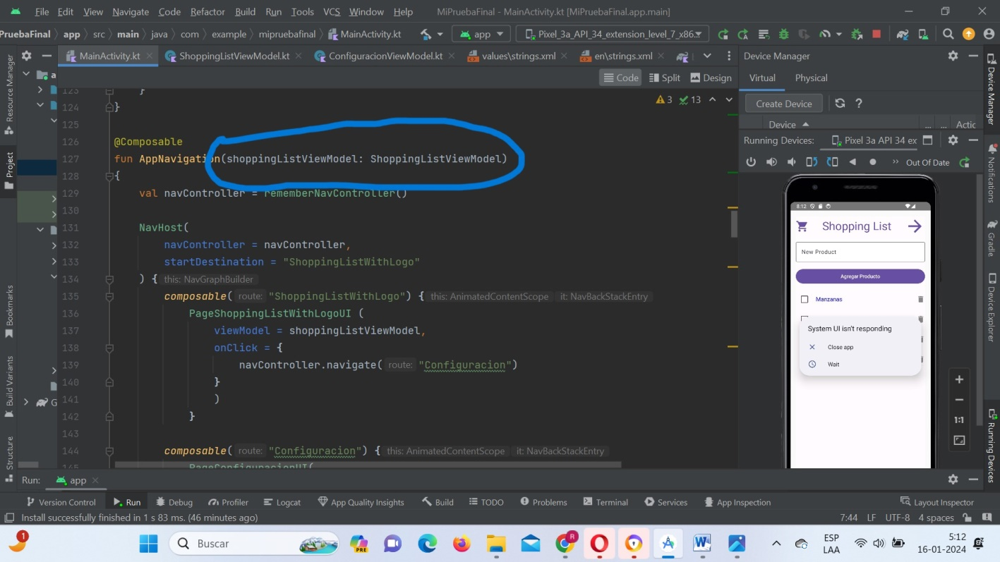 File Edit View Navigate Code Refactor Build Run Tools VCS Window Help MiPruebaFinal - MainActivity.kt [MiPruebaFinal.app.main]
PruebaFinal app src main java com example mipruebafinal MainActivity.kt app Pixel_3a_API_34_extension_level_7_x86
MainActivity.kt ShoppingListViewModel.kt ConfiguracionViewModel.kt values\strings.xml en\strings.xml Device Manager
Code Split Design Virtual Physical
Create Device ?
Device ... ... Actic
Running Devices: Pixel 3a API 34 ex
Out Of Date
3 13
123 }
124 }
125
126 @Composable
127 fun AppNavigation(shoppingListViewModel: ShoppingListViewModel)
128 {
129 val navController = rememberNavController()
130
131 NavHost(
132 navController = navController,
133 startDestination = "ShoppingListWithLogo"
134 ) { this: NavGraphBuilder
135 composable( route: "ShoppingListWithLogo") { this: AnimatedContentScope it: NavBackStackEntry
136 PageShoppingListWithLogoUI (
137 viewModel = shoppingListViewModel,
138 onClick = {
139 navController.navigate( route: "Configuracion")
140 }
141 )
142 }
143
144 composable( route: "Configuracion") { this: AnimatedContentScope it: NavBackStackEntry
145 PageConfiguracionUI(
8:12
Shopping List
New Product
Agregar Producto
Manzanas
System UI isn't responding
Close app
Wait
1:1
Resource Manager
Project
Bookmarks
Build Variants
Structure
Device Manager
Notifications
Gradle
Device Explorer
Running Devices
a
G
Run: app
Version Control Run Debug Profiler Logcat App Quality Insights Build TODO Problems Terminal Services App Inspection Layout Inspector
Install successfully finished in 1 s 83 ms. (46 minutes ago) 7:44 LF UTF-8 4 spaces
1 Buscar PRE R W ESP 5:12
LAA 16-01-2024